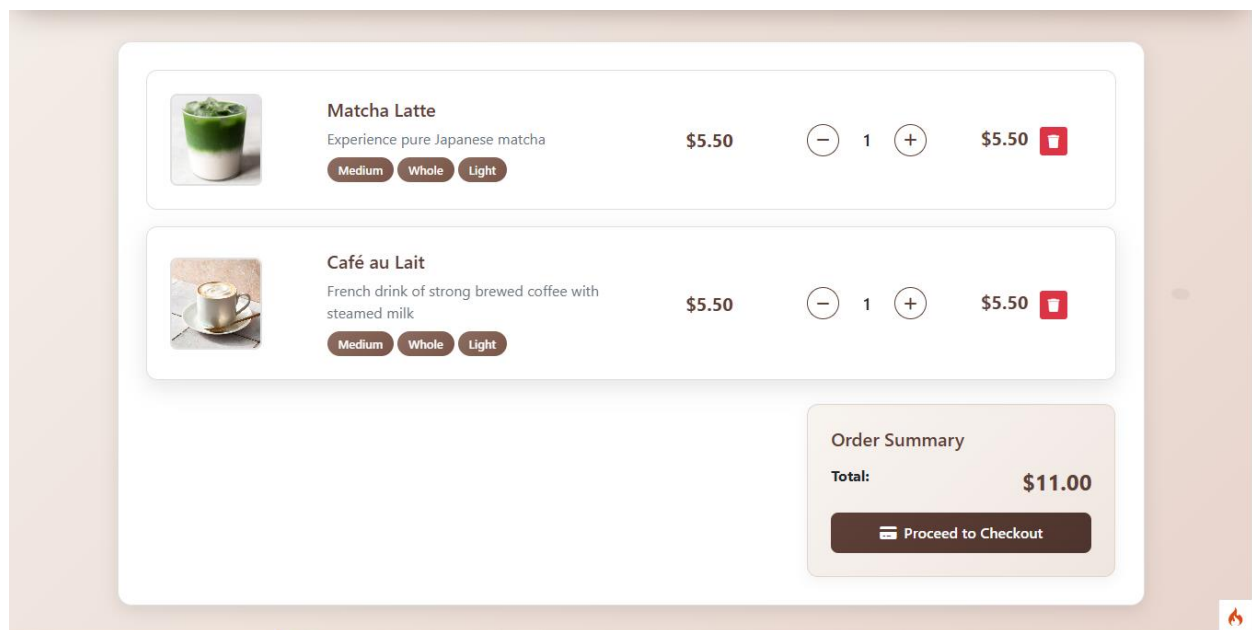 Matcha Latte
Experience pure Japanese matcha
Medium Whole Light
$5.50
1
$5.50
Café au Lait
French drink of strong brewed coffee with
steamed milk
Medium Whole Light
$5.50
1
$5.50
Order Summary
Total: $11.00
Proceed to Checkout